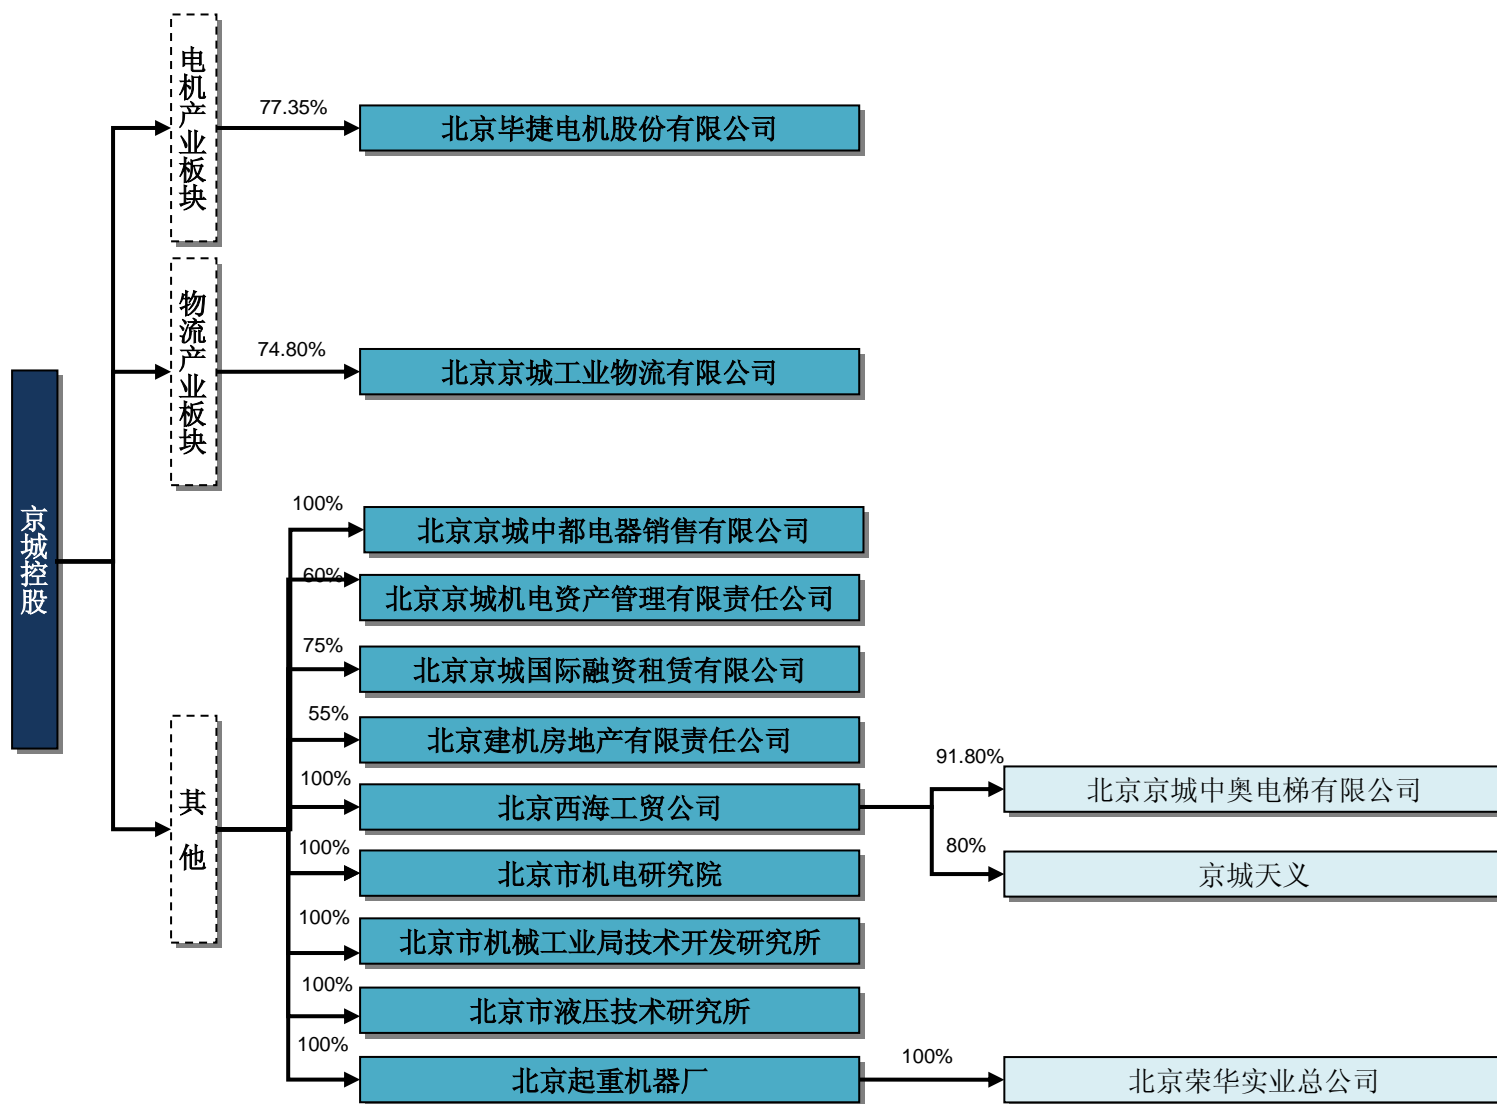 电机产业板块
77.35%
北京毕捷电机股份有限公司
物流产业板块
74.80%
北京京城工业物流有限公司
京城控股
其他
100%
北京京城中都电器销售有限公司
60%
北京京城机电资产管理有限责任公司
75%
北京京城国际融资租赁有限公司
55%
北京建机房地产有限责任公司
100%
北京西海工贸公司
91.80%
北京京城中奥电梯有限公司
80%
京城天义
100%
北京市机电研究院
100%
北京市机械工业局技术开发研究所
100%
北京市液压技术研究所
100%
北京起重机器厂
100%
北京荣华实业总公司